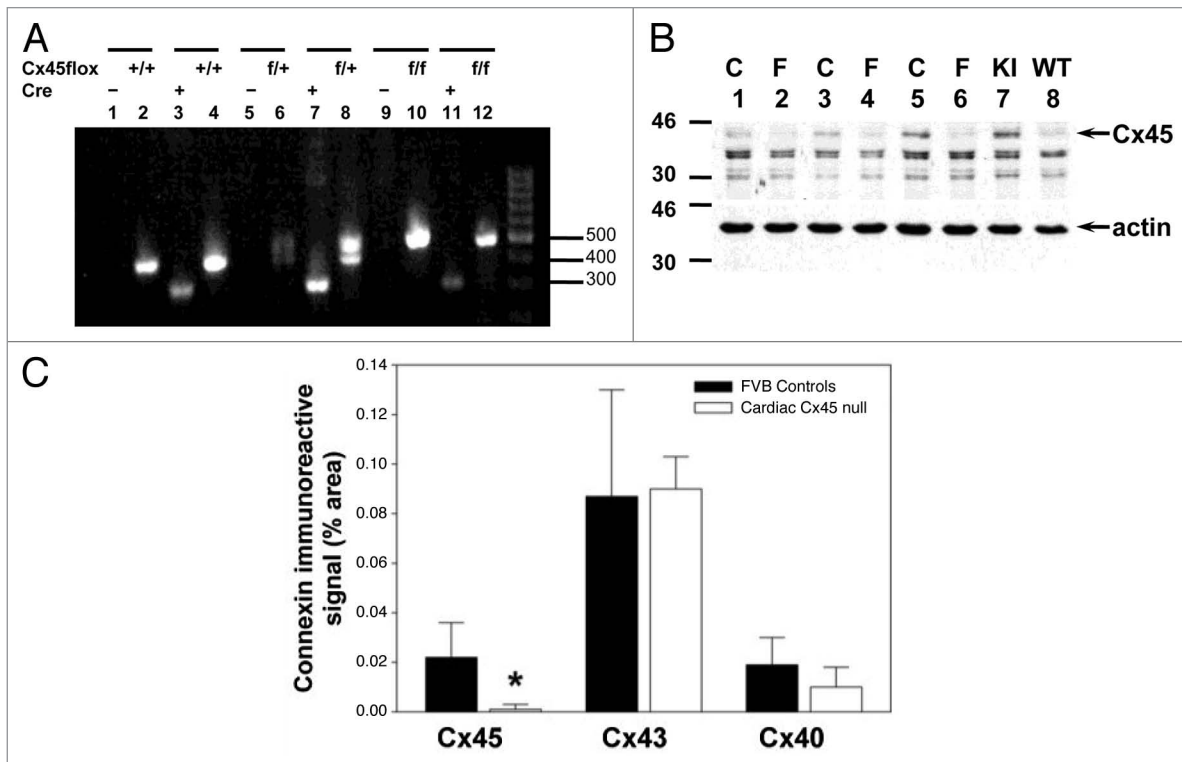 A
Cx45flox +/+ +/+ f/+ f/+ f/f f/f
Cre − + − + − +
1 2 3 4 5 6 7 8 9 10 11 12
500
400
300
B
C F C F C F KI WT
1 2 3 4 5 6 7 8
46
Cx45
30
46
actin
30
C
Connexin immunoreactive
signal (% area)
0.14
0.12
0.10
0.08
0.06
0.04
0.02
0.00
FVB Controls
Cardiac Cx45 null
*
Cx45 Cx43 Cx40